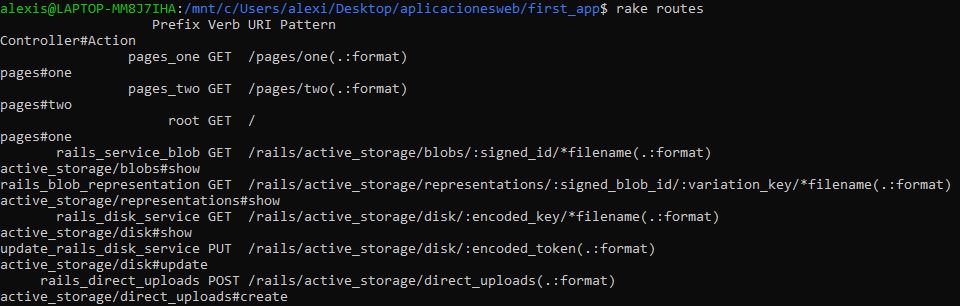 alexis@LAPTOP-MM8J7IHA:/mnt/c/Users/alexi/Desktop/aplicacionesweb/first_app$ rake routes
                   Prefix Verb URI Pattern
Controller#Action
                pages_one GET  /pages/one(.:format)
pages#one
                pages_two GET  /pages/two(.:format)
pages#two
                     root GET  /
pages#one
       rails_service_blob GET  /rails/active_storage/blobs/:signed_id/*filename(.:format)
active_storage/blobs#show
rails_blob_representation GET  /rails/active_storage/representations/:signed_blob_id/:variation_key/*filename(.:format)
active_storage/representations#show
       rails_disk_service GET  /rails/active_storage/disk/:encoded_key/*filename(.:format)
active_storage/disk#show
update_rails_disk_service PUT  /rails/active_storage/disk/:encoded_token(.:format)
active_storage/disk#update
     rails_direct_uploads POST /rails/active_storage/direct_uploads(.:format)
active_storage/direct_uploads#create